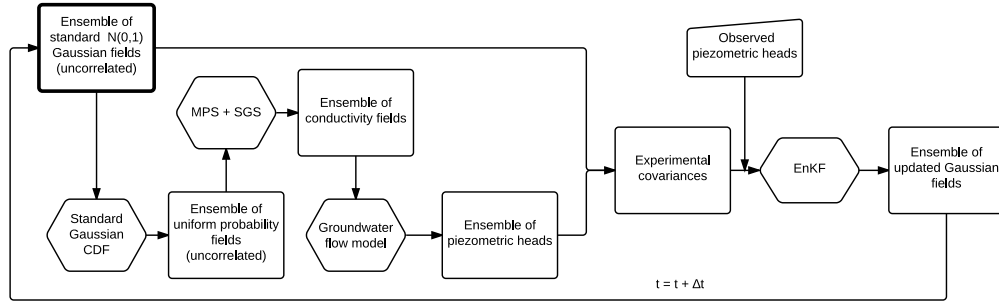 Ensemble of
standard N(0,1)
Gaussian fields
(uncorrelated)
Standard
Gaussian
CDF
Ensemble of
uniform probability
fields
(uncorrelated)
MPS + SGS
Ensemble of
conductivity fields
Groundwater
flow model
Ensemble of
piezometric heads
Experimental
covariances
Observed
piezometric heads
EnKF
Ensemble of
updated Gaussian
fields
t = t + Δt